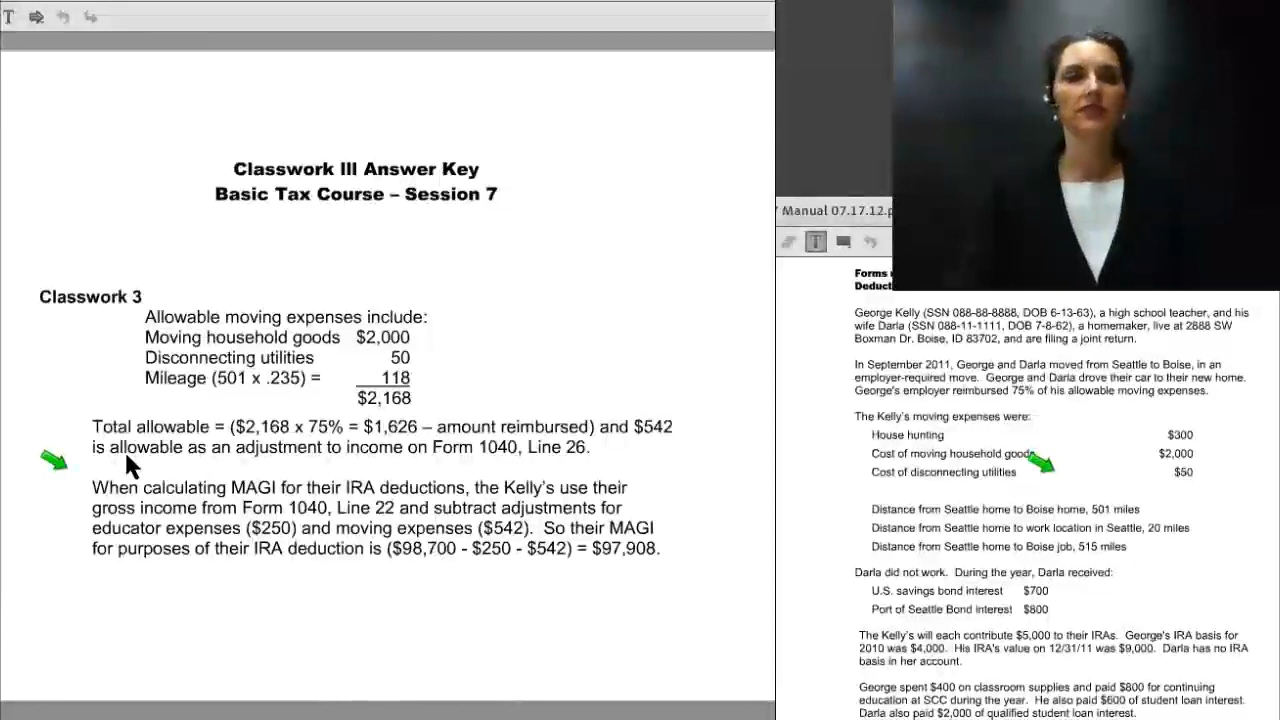 Classwork III Answer Key
Basic Tax Course – Session 7
Classwork 3
Allowable moving expenses include:
Moving household goods $2,000
Disconnecting utilities 50
Mileage (501 x .235) = 118
$2,168
Total allowable = ($2,168 x 75% = $1,626 – amount reimbursed) and $542
is allowable as an adjustment to income on Form 1040, Line 26.
When calculating MAGI for their IRA deductions, the Kelly's use their
gross income from Form 1040, Line 22 and subtract adjustments for
educator expenses ($250) and moving expenses ($542). So their MAGI
for purposes of their IRA deduction is ($98,700 - $250 - $542) = $97,908.
Manual 07.17.12.p
Forms
Deduct
George Kelly (SSN 088-88-8888, DOB 6-13-63), a high school teacher, and his
wife Darla (SSN 088-11-1111, DOB 7-8-62), a homemaker, live at 2888 SW
Boxman Dr. Boise, ID 83702, and are filing a joint return.
In September 2011, George and Darla moved from Seattle to Boise, in an
employer-required move. George and Darla drove their car to their new home.
George's employer reimbursed 75% of his allowable moving expenses.
The Kelly's moving expenses were:
House hunting $300
Cost of moving household goods $2,000
Cost of disconnecting utilities $50
Distance from Seattle home to Boise home, 501 miles
Distance from Seattle home to work location in Seattle, 20 miles
Distance from Seattle home to Boise job, 515 miles
Darla did not work. During the year, Darla received:
U.S. savings bond interest $700
Port of Seattle Bond interest $800
The Kelly's will each contribute $5,000 to their IRAs. George's IRA basis for
2010 was $4,000. His IRA's value on 12/31/11 was $9,000. Darla has no IRA
basis in her account.
George spent $400 on classroom supplies and paid $800 for continuing
education at SCC during the year. He also paid $600 of student loan interest.
Darla also paid $2,000 of qualified student loan interest.